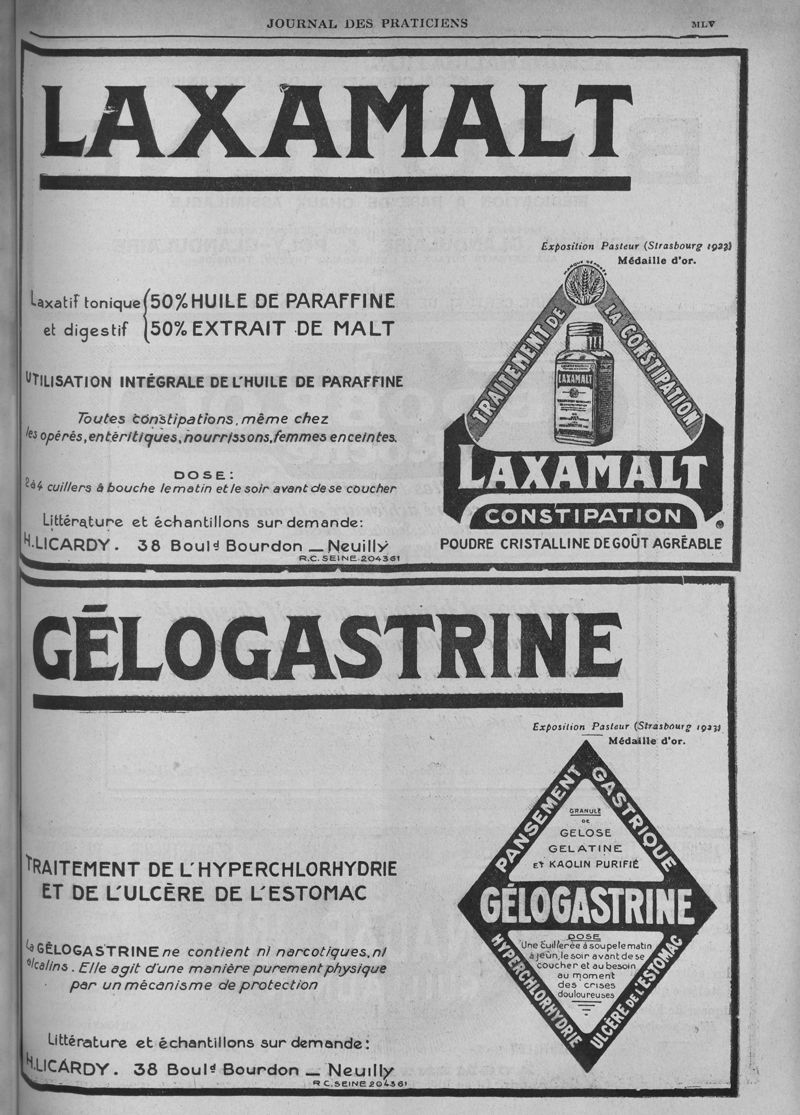 JOURNAL DES PRATICIENS
MLV
LAXAMALT
Exposition Pasteur (Strasbourg 1923)
Médaille d'or.
Laxatif tonique { 50% HUILE DE PARAFFINE
et digestif { 50% EXTRAIT DE MALT
UTILISATION INTÉGRALE DE L'HUILE DE PARAFFINE
Toutes constipations, même chez
les opérés, entéritiques, nourrissons, femmes enceintes.
DOSE:
2 à 4 cuillers à bouche le matin et le soir avant de se coucher
Littérature et échantillons sur demande:
H. LICARDY. 38 Boulᵈ Bourdon — Neuilly
R.C. SEINE 204361
MARQUE DÉPOSÉE
TRAITEMENT DE
LA CONSTIPATION
LAXAMALT
LAXAMALT
CONSTIPATION
POUDRE CRISTALLINE DE GOÛT AGRÉABLE
GÉLOGASTRINE
Exposition Pasteur (Strasbourg 1923)
Médaille d'or.
TRAITEMENT DE L'HYPERCHLORHYDRIE
ET DE L'ULCÈRE DE L'ESTOMAC
La GÉLOGASTRINE ne contient ni narcotiques, ni
alcalins. Elle agit d'une manière purement physique
par un mécanisme de protection
Littérature et échantillons sur demande:
H. LICARDY. 38 Boulᵈ Bourdon — Neuilly
R.C. SEINE 204361
PANSEMENT
GASTRIQUE
GRANULÉ
DE
GELOSE
GELATINE
ET KAOLIN PURIFIÉ
GÉLOGASTRINE
DOSE
Une Cuillerée à soupe le matin
à jeûn, le soir avant de se
coucher et au besoin
au moment
des crises
douloureuses
HYPERCHLORHYDRIE
ULCÈRE DE L'ESTOMAC